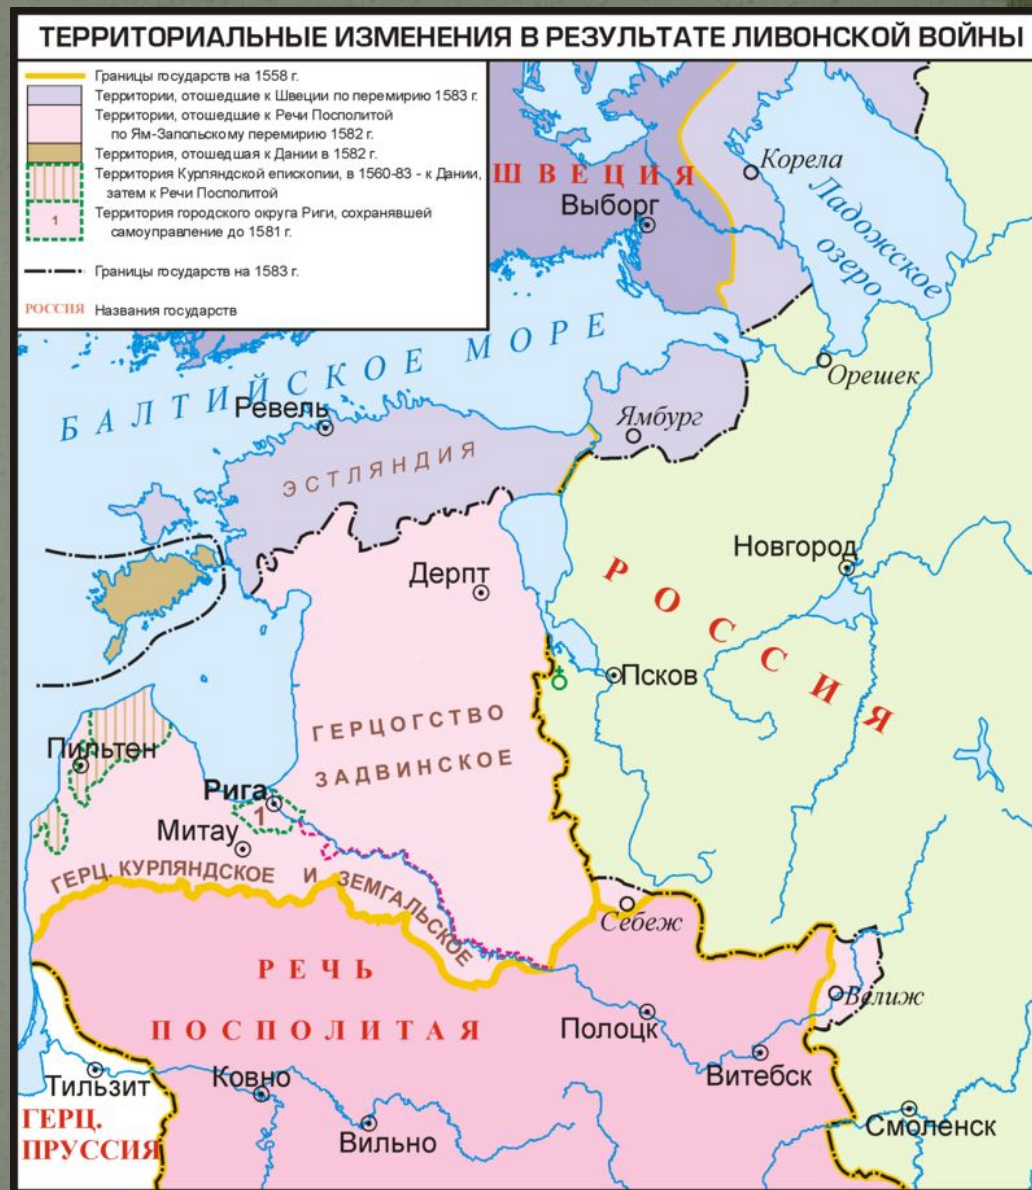 ТЕРРИТОРИАЛЬНЫЕ ИЗМЕНЕНИЯ В РЕЗУЛЬТАТЕ ЛИВОНСКОЙ ВОЙНЫ
Границы государств на 1558 г.
Территории, отошедшие к Швеции по перемирию 1583 г.
Территории, отошедшие к Речи Посполитой
по Ям-Запольскому перемирию 1582 г.
Территория, отошедшая к Дании в 1582 г.
Территория Курляндской епископии, в 1560-83 - к Дании,
затем к Речи Посполитой
1 Территория городского округа Риги, сохранявшей
самоуправление до 1581 г.
Границы государств на 1583 г.
РОССИЯ Названия государств
ШВЕЦИЯ
Корела
Выборг
Ладожское
озеро
БАЛТИЙСКОЕ МОРЕ
Орешек
Ревель
Ямбург
ЭСТЛЯНДИЯ
Новгород
Дерпт
РОССИЯ
Псков
ГЕРЦОГСТВО
ЗАДВИНСКОЕ
Пильтен
Рига
1
Митау
ГЕРЦ. КУРЛЯНДСКОЕ И ЗЕМГАЛЬСКОЕ
Себеж
РЕЧЬ
ПОСПОЛИТАЯ
Велиж
Полоцк
Витебск
Тильзит
Ковно
ГЕРЦ.
ПРУССИЯ
Вильно
Смоленск